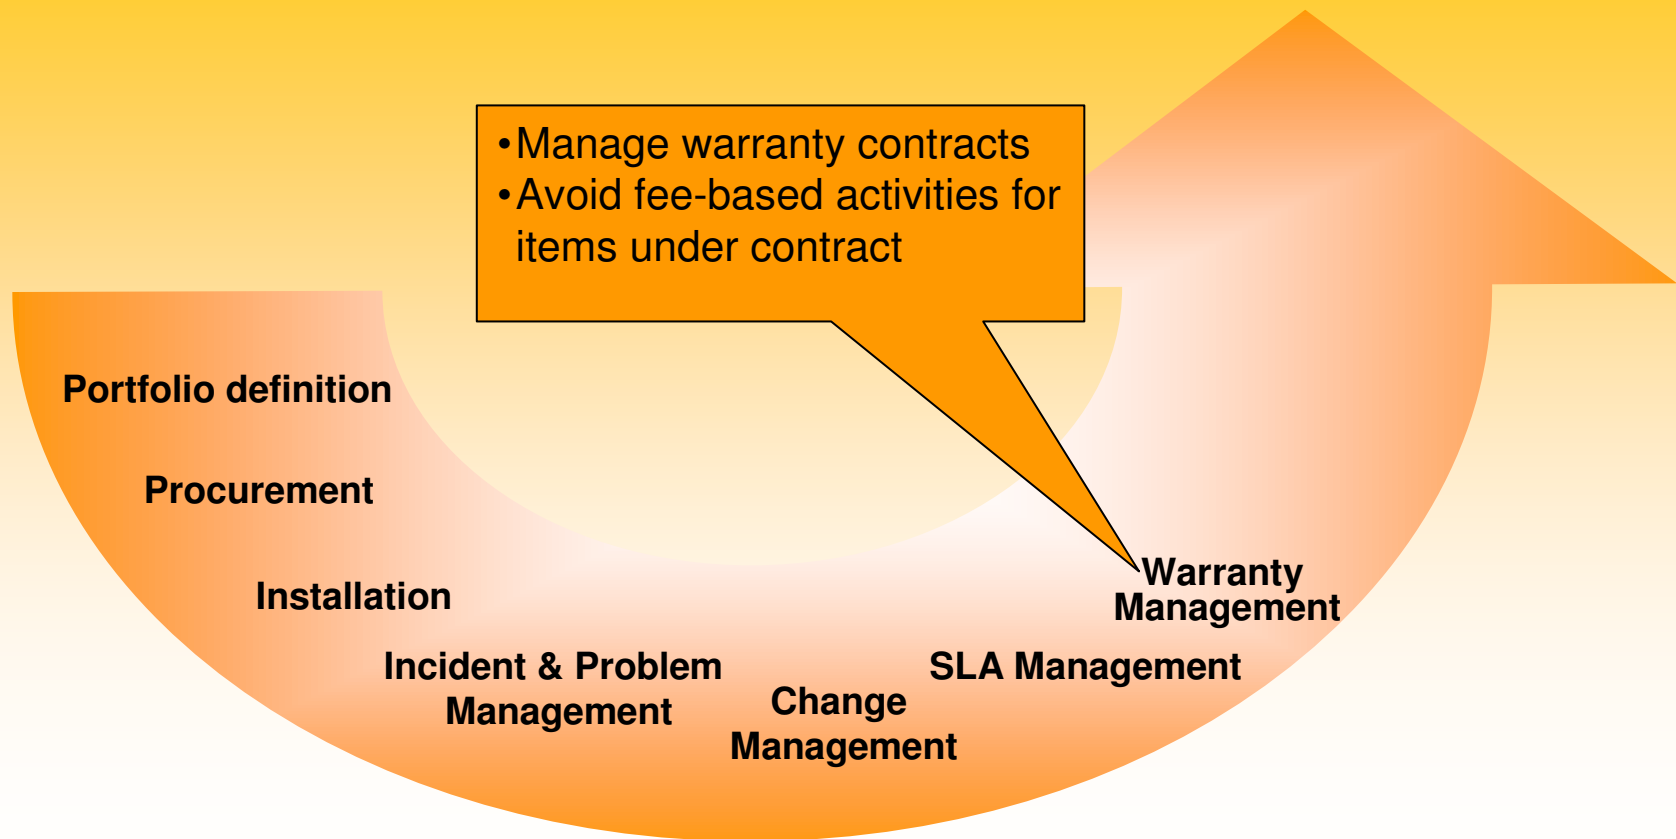 •Manage warranty contracts
•Avoid fee-based activities for
items under contract
Portfolio definition
Procurement
Installation
Incident & Problem
Management
Change
Management
SLA Management
Warranty
Management